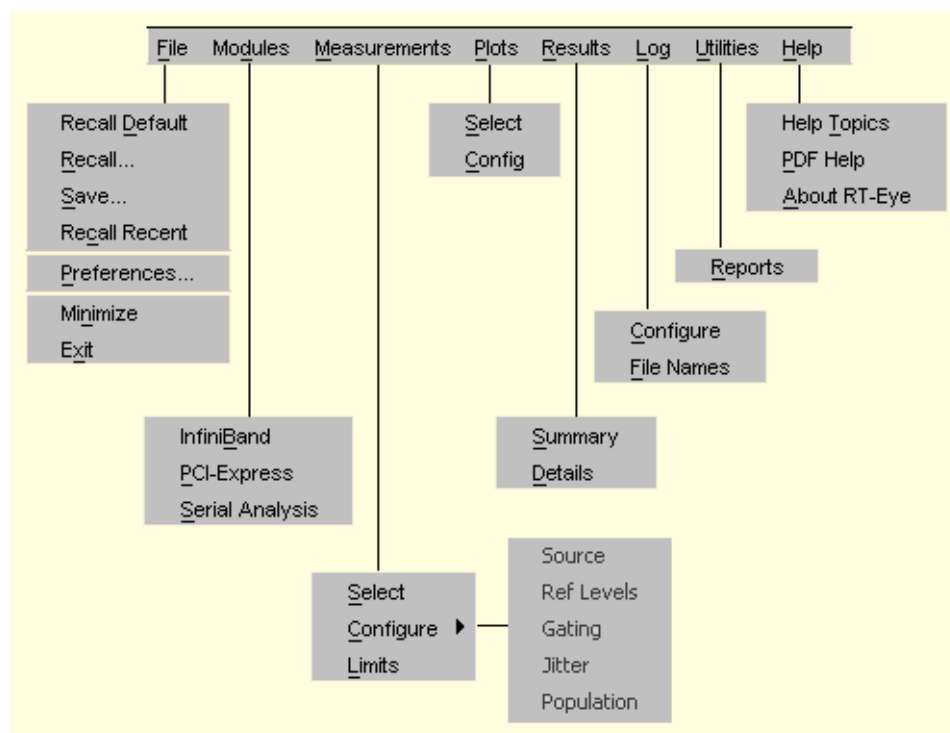 File Modules Measurements Plots Results Log Utilities Help
Recall Default
Recall...
Save...
Recall Recent
Preferences...
Minimize
Exit
Select
Config
Help Topics
PDF Help
About RT-Eye
Reports
Configure
File Names
InfiniBand
PCI-Express
Serial Analysis
Summary
Details
Select
Configure
Limits
Source
Ref Levels
Gating
Jitter
Population